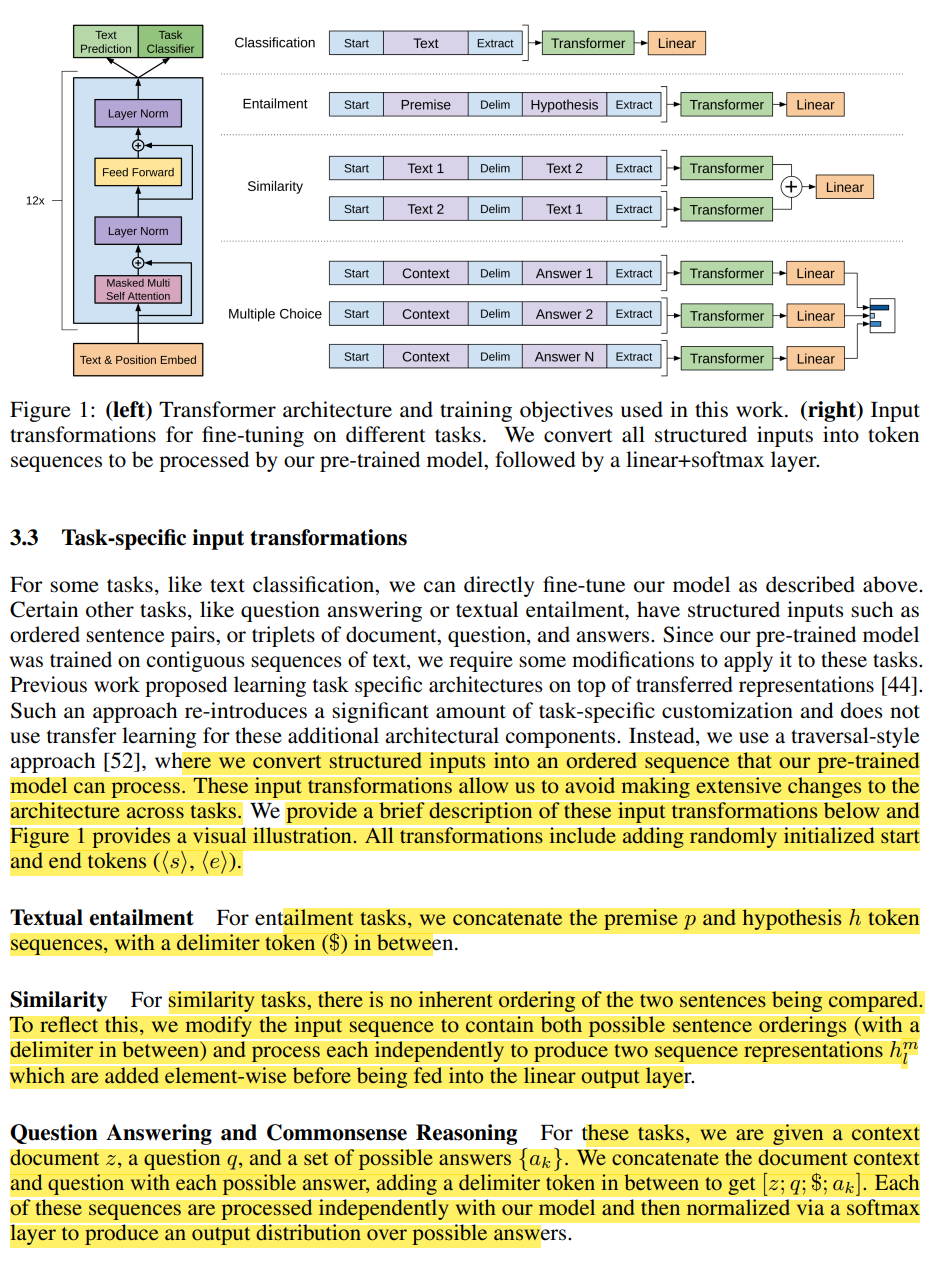 Text
Prediction
Task
Classifier
Layer Norm
Feed Forward
12x
Layer Norm
Masked Multi
Self Attention
Text & Position Embed
Classification
Start Text Extract Transformer Linear
Entailment
Start Premise Delim Hypothesis Extract Transformer Linear
Similarity
Start Text 1 Delim Text 2 Extract Transformer
+ Linear
Start Text 2 Delim Text 1 Extract Transformer
Multiple Choice
Start Context Delim Answer 1 Extract Transformer Linear
Start Context Delim Answer 2 Extract Transformer Linear
Start Context Delim Answer N Extract Transformer Linear
Figure 1: (left) Transformer architecture and training objectives used in this work. (right) Input
transformations for fine-tuning on different tasks. We convert all structured inputs into token
sequences to be processed by our pre-trained model, followed by a linear+softmax layer.
3.3 Task-specific input transformations
For some tasks, like text classification, we can directly fine-tune our model as described above.
Certain other tasks, like question answering or textual entailment, have structured inputs such as
ordered sentence pairs, or triplets of document, question, and answers. Since our pre-trained model
was trained on contiguous sequences of text, we require some modifications to apply it to these tasks.
Previous work proposed learning task specific architectures on top of transferred representations [44].
Such an approach re-introduces a significant amount of task-specific customization and does not
use transfer learning for these additional architectural components. Instead, we use a traversal-style
approach [52], where we convert structured inputs into an ordered sequence that our pre-trained
model can process. These input transformations allow us to avoid making extensive changes to the
architecture across tasks. We provide a brief description of these input transformations below and
Figure 1 provides a visual illustration. All transformations include adding randomly initialized start
and end tokens (⟨s⟩, ⟨e⟩).
Textual entailment For entailment tasks, we concatenate the premise p and hypothesis h token
sequences, with a delimiter token ($) in between.
Similarity For similarity tasks, there is no inherent ordering of the two sentences being compared.
To reflect this, we modify the input sequence to contain both possible sentence orderings (with a
delimiter in between) and process each independently to produce two sequence representations h_l^m
which are added element-wise before being fed into the linear output layer.
Question Answering and Commonsense Reasoning For these tasks, we are given a context
document z, a question q, and a set of possible answers {a_k}. We concatenate the document context
and question with each possible answer, adding a delimiter token in between to get [z; q; $; a_k]. Each
of these sequences are processed independently with our model and then normalized via a softmax
layer to produce an output distribution over possible answers.